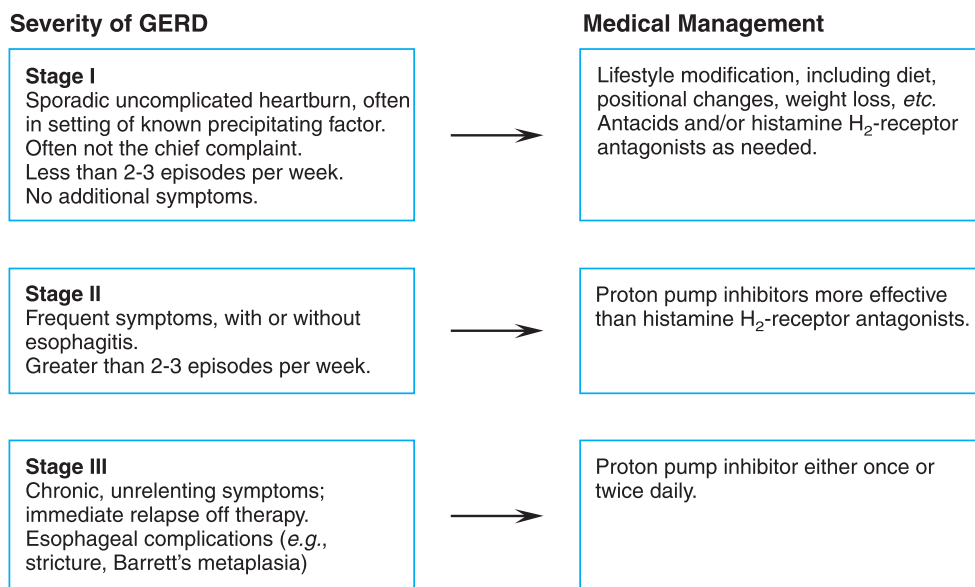 Severity of GERD
Medical Management
Stage I
Sporadic uncomplicated heartburn, often
in setting of known precipitating factor.
Often not the chief complaint.
Less than 2-3 episodes per week.
No additional symptoms.
Lifestyle modification, including diet,
positional changes, weight loss, etc.
Antacids and/or histamine H₂-receptor
antagonists as needed.
Stage II
Frequent symptoms, with or without
esophagitis.
Greater than 2-3 episodes per week.
Proton pump inhibitors more effective
than histamine H₂-receptor antagonists.
Stage III
Chronic, unrelenting symptoms;
immediate relapse off therapy.
Esophageal complications (e.g.,
stricture, Barrett's metaplasia)
Proton pump inhibitor either once or
twice daily.